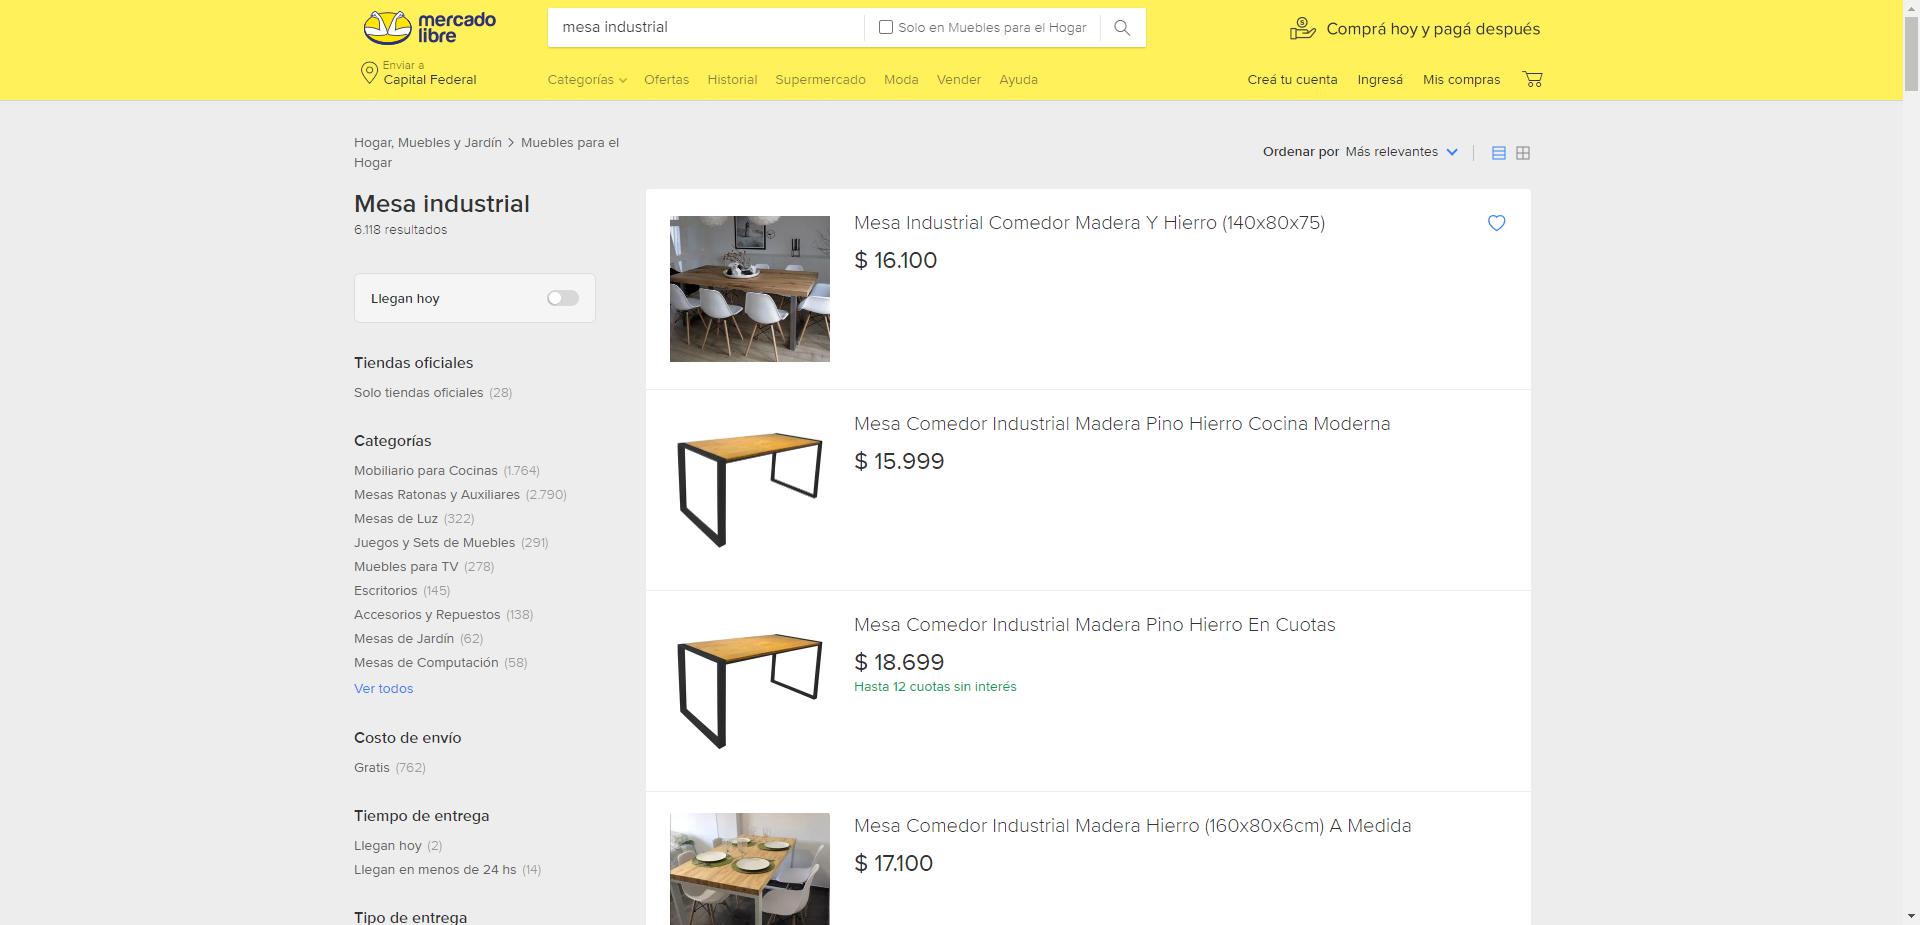 mercado
libre
mesa industrial
Solo en Muebles para el Hogar
Comprá hoy y pagá después
Enviar a
Capital Federal
Categorías
Ofertas
Historial
Supermercado
Moda
Vender
Ayuda
Creá tu cuenta
Ingresá
Mis compras
Hogar, Muebles y Jardín > Muebles para el
Hogar
Ordenar por Más relevantes
Mesa industrial
6.118 resultados
Llegan hoy
Tiendas oficiales
Solo tiendas oficiales (28)
Categorías
Mobiliario para Cocinas (1.764)
Mesas Ratonas y Auxiliares (2.790)
Mesas de Luz (322)
Juegos y Sets de Muebles (291)
Muebles para TV (278)
Escritorios (145)
Accesorios y Repuestos (138)
Mesas de Jardín (62)
Mesas de Computación (58)
Ver todos
Costo de envío
Gratis (762)
Tiempo de entrega
Llegan hoy (2)
Llegan en menos de 24 hs (14)
Tipo de entrega
Mesa Industrial Comedor Madera Y Hierro (140x80x75)
$ 16.100
Mesa Comedor Industrial Madera Pino Hierro Cocina Moderna
$ 15.999
Mesa Comedor Industrial Madera Pino Hierro En Cuotas
$ 18.699
Hasta 12 cuotas sin interés
Mesa Comedor Industrial Madera Hierro (160x80x6cm) A Medida
$ 17.100